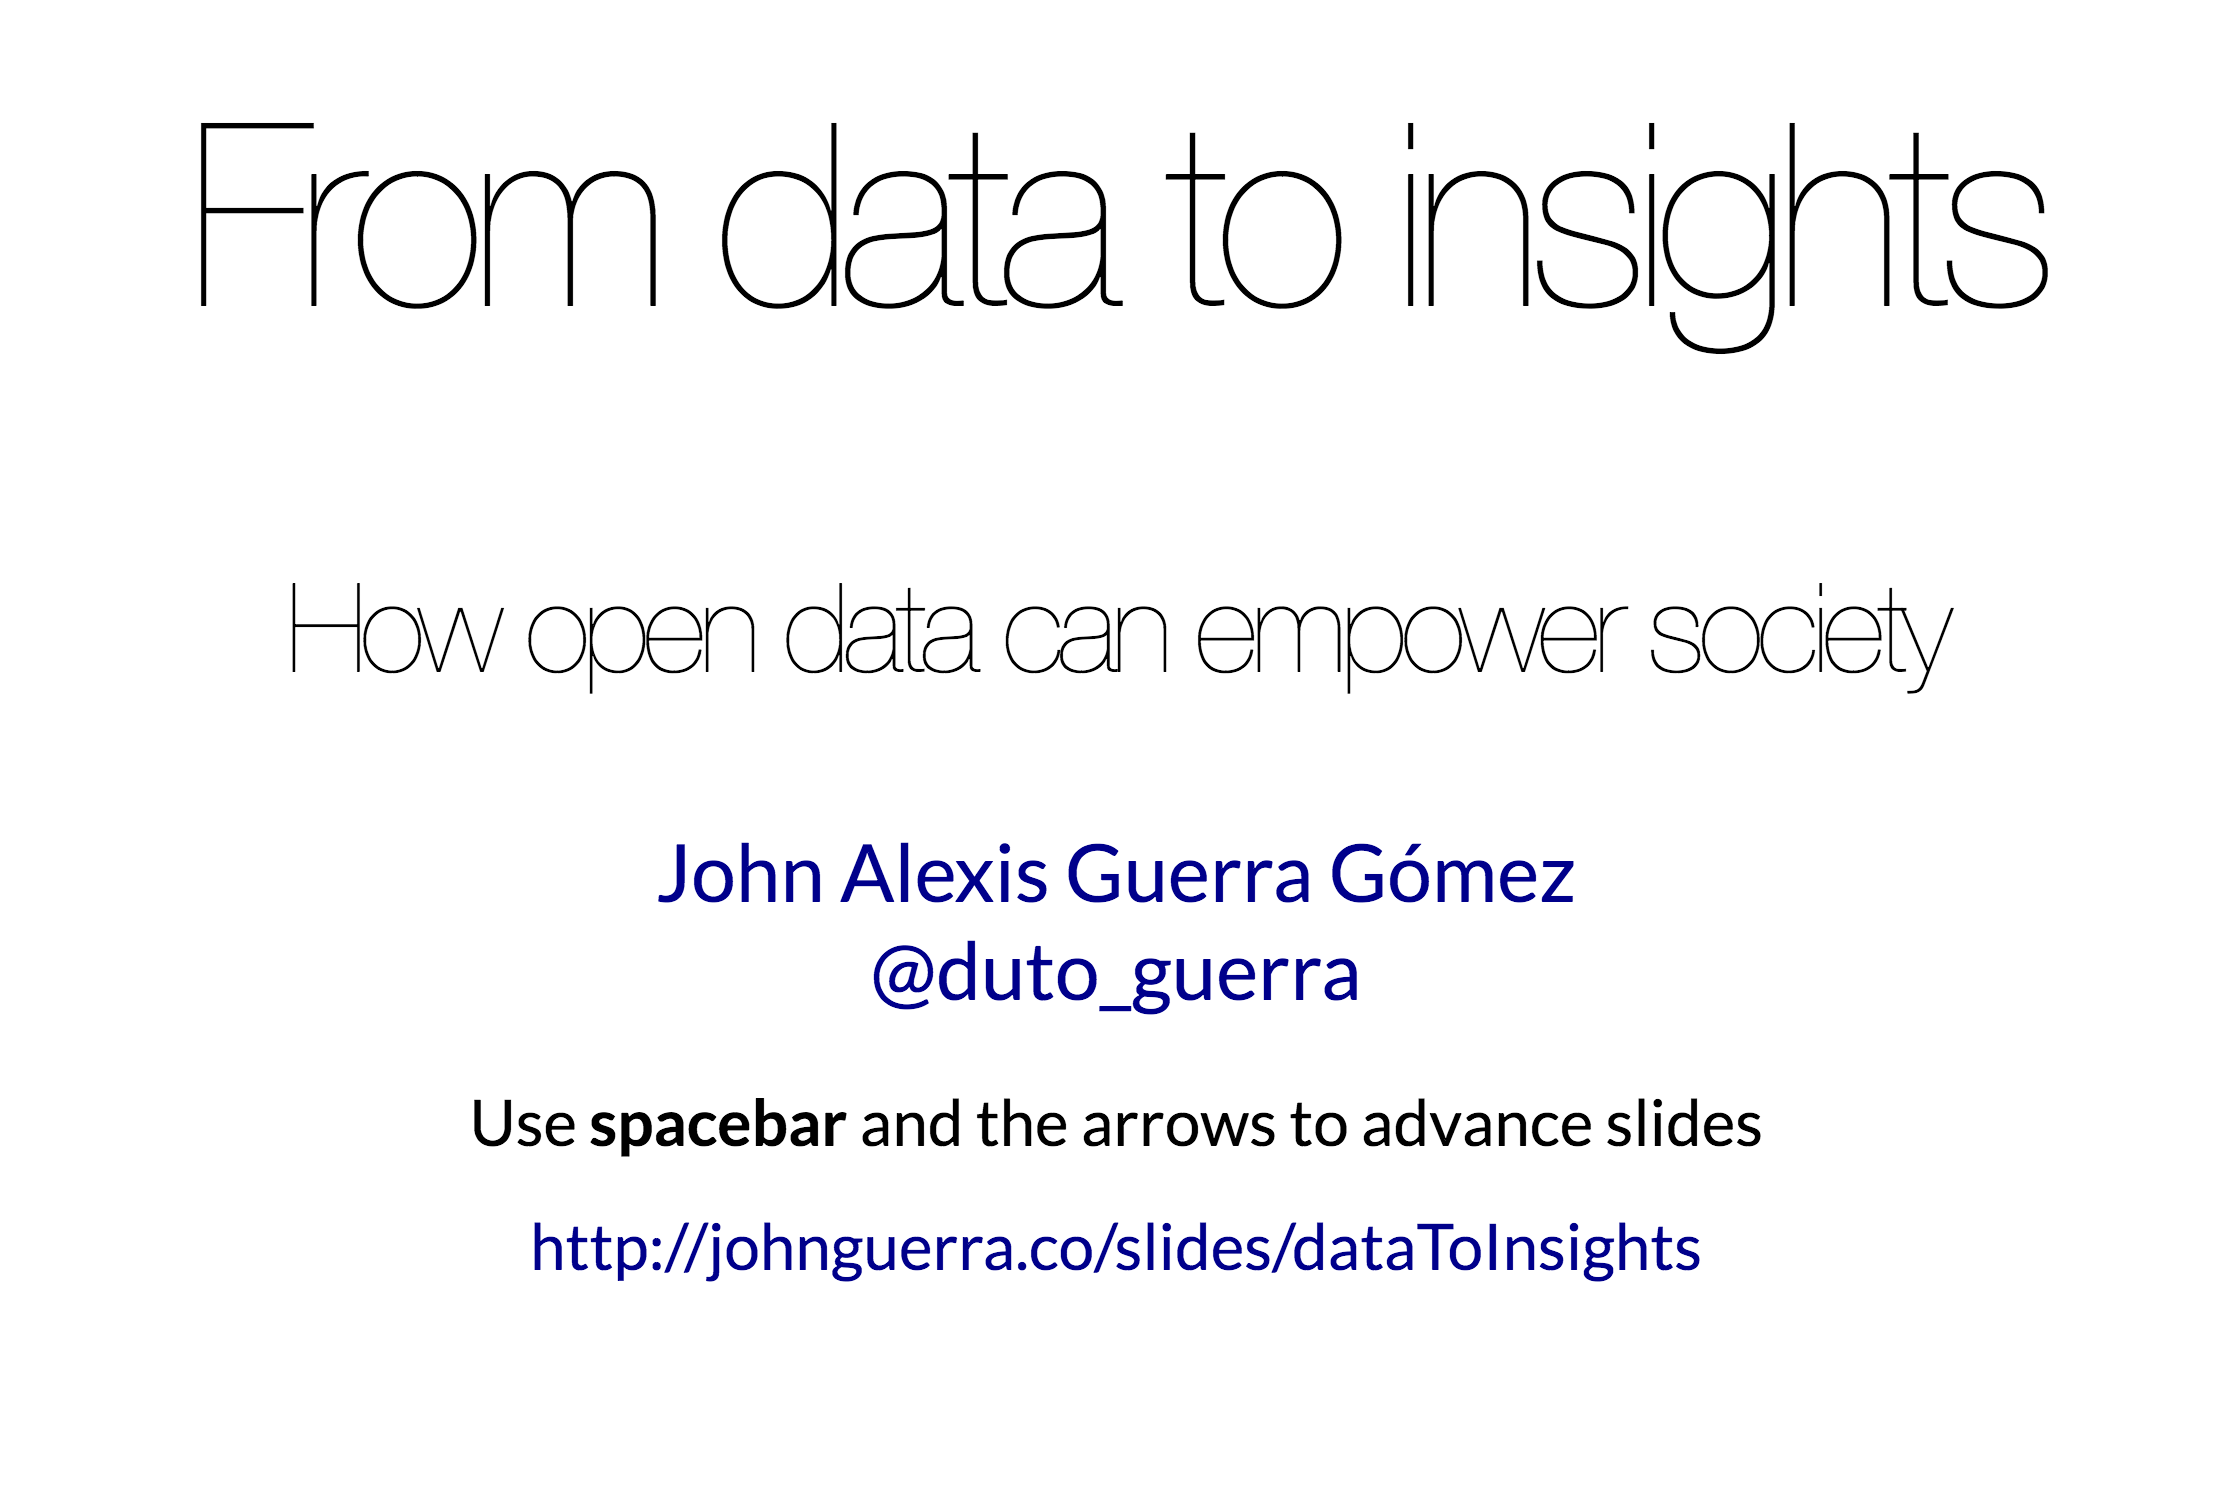 From data to insights
How open data can empower society
John Alexis Guerra Gómez
@duto_guerra
Use spacebar and the arrows to advance slides
http://johnguerra.co/slides/dataToInsights